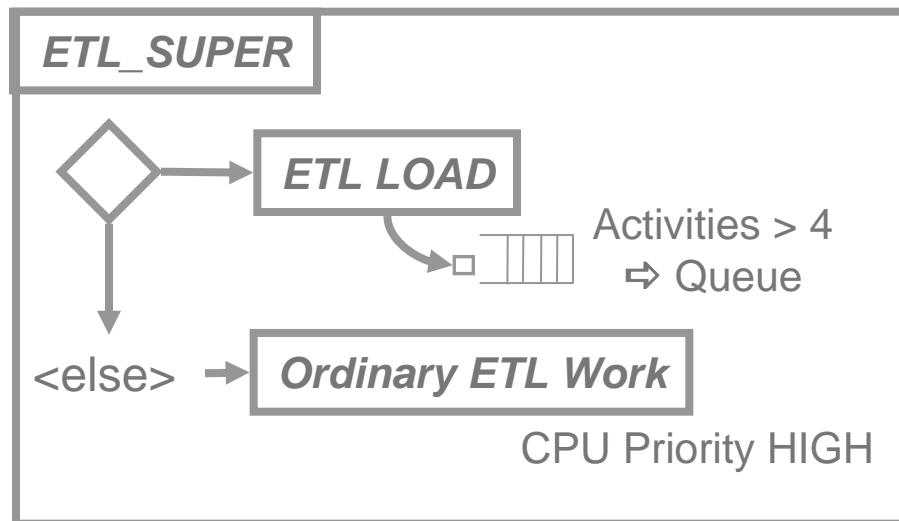 ETL_SUPER
ETL LOAD
Activities > 4
⇨ Queue
<else>
Ordinary ETL Work
CPU Priority HIGH